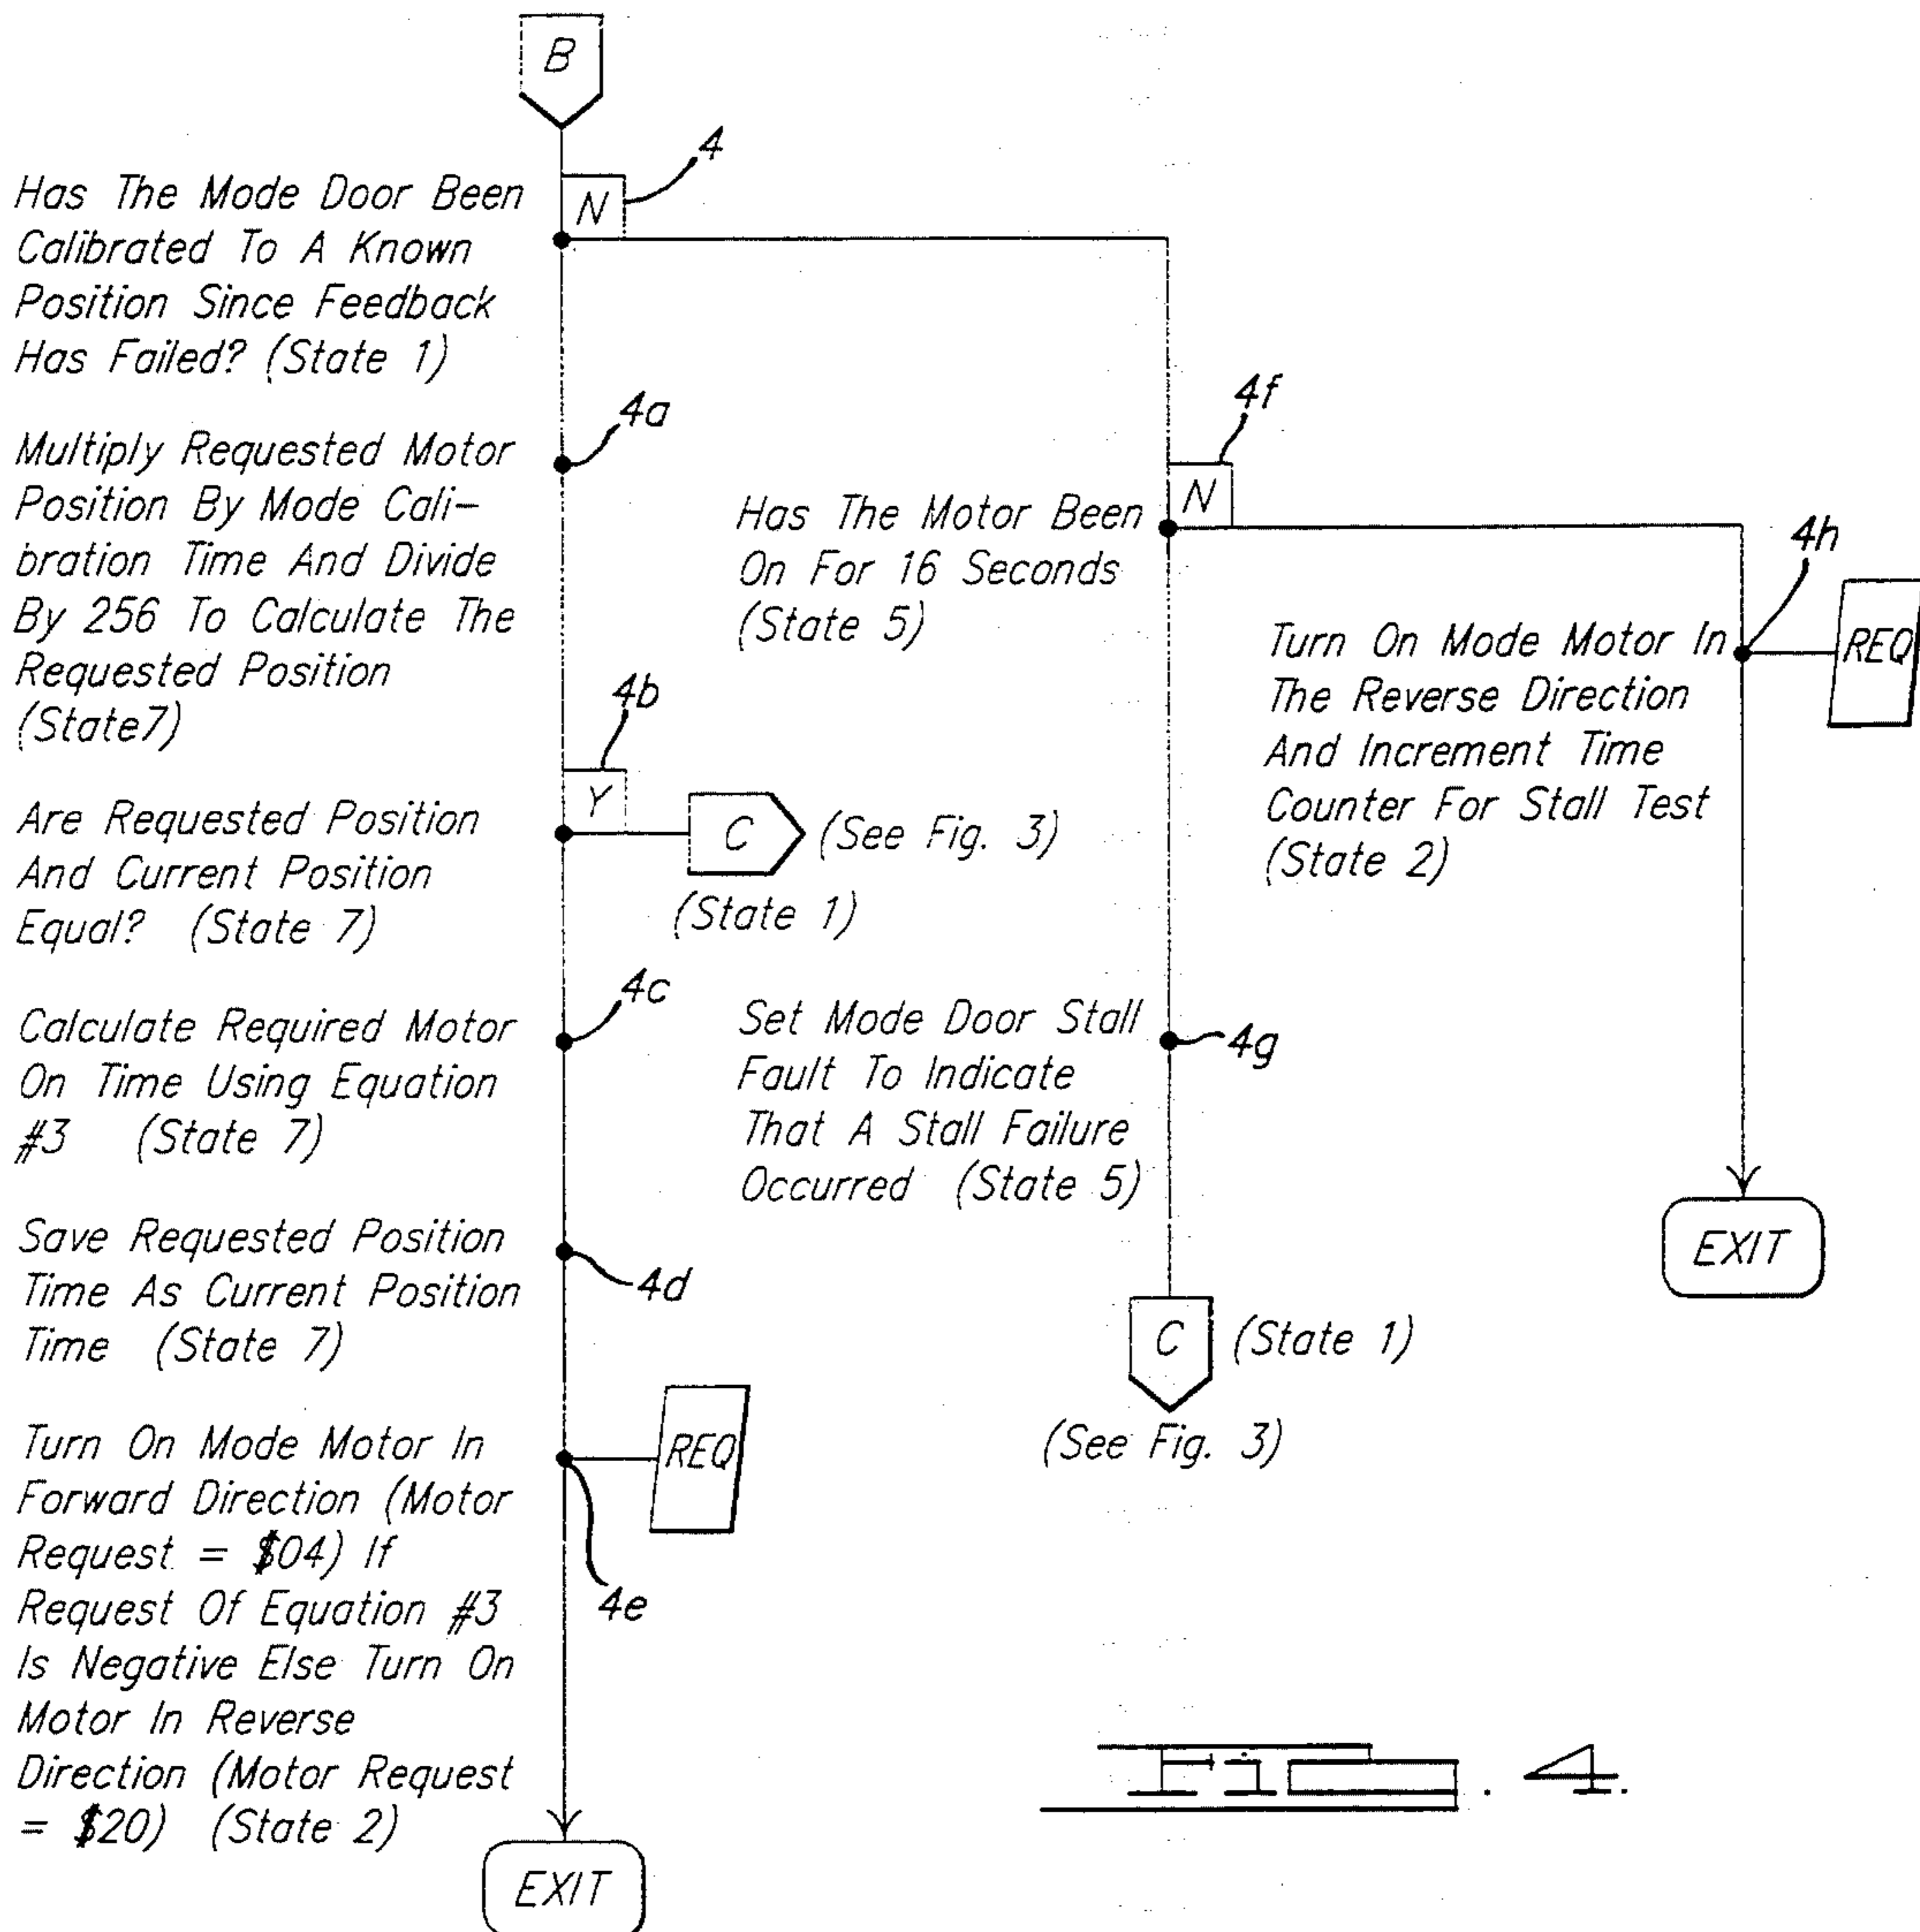 B
4
N
Has The Mode Door Been
Calibrated To A Known
Position Since Feedback
Has Failed? (State 1)
4a
Multiply Requested Motor
Position By Mode Cali-
bration Time And Divide
By 256 To Calculate The
Requested Position
(State7)
4b
Y
Are Requested Position
And Current Position
Equal? (State 7)
C
(See Fig. 3)
(State 1)
4c
Calculate Required Motor
On Time Using Equation
#3 (State 7)
Save Requested Position
Time As Current Position
Time (State 7)
4d
Turn On Mode Motor In
Forward Direction (Motor
Request = $04) If
Request Of Equation #3
Is Negative Else Turn On
Motor In Reverse
Direction (Motor Request
= $20) (State 2)
REQ
4e
EXIT
4f
N
Has The Motor Been
On For 16 Seconds
(State 5)
Set Mode Door Stall
Fault To Indicate
That A Stall Failure
Occurred (State 5)
4g
C
(State 1)
(See Fig. 3)
4h
REQ
Turn On Mode Motor In
The Reverse Direction
And Increment Time
Counter For Stall Test
(State 2)
EXIT
Fig. 4.